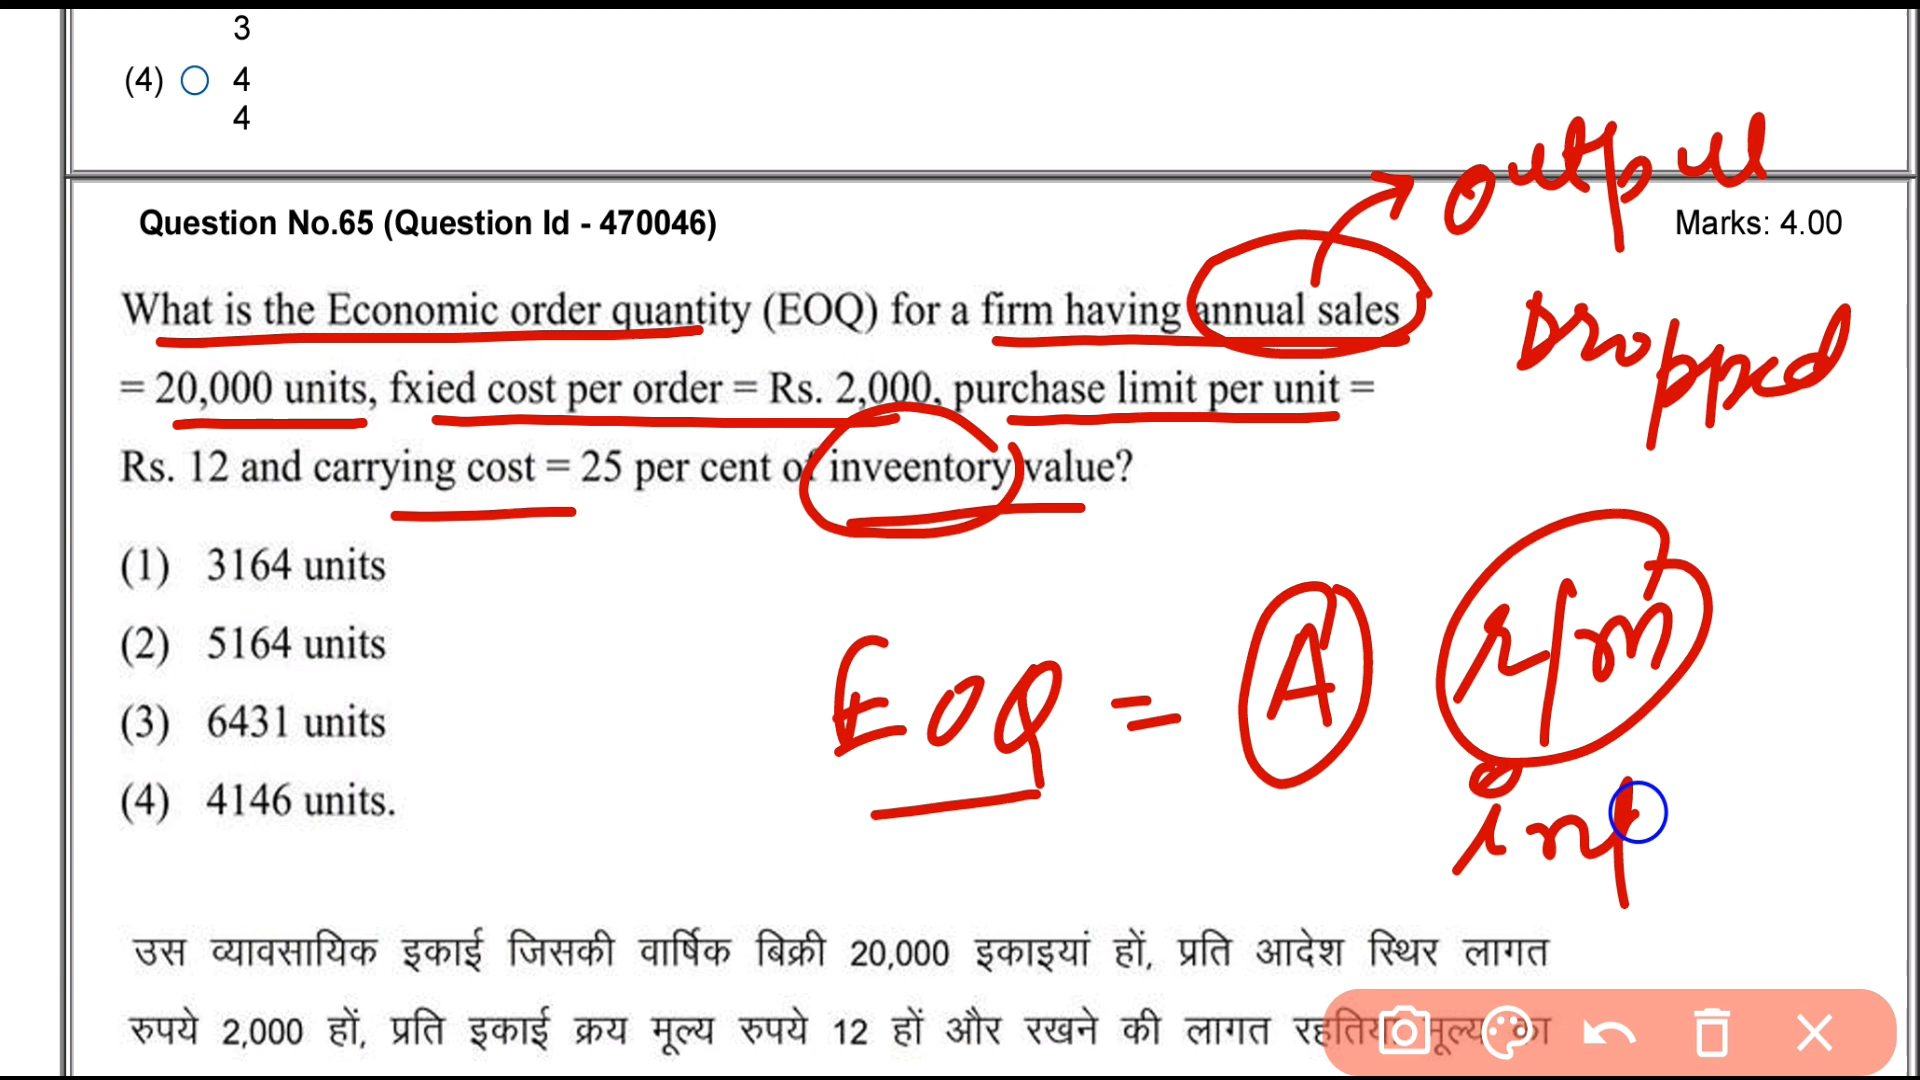 3
(4) 4
4
Question No.65 (Question Id - 470046)
Marks: 4.00
What is the Economic order quantity (EOQ) for a firm having annual sales
= 20,000 units, fxied cost per order = Rs. 2,000, purchase limit per unit =
Rs. 12 and carrying cost = 25 per cent of inveentory value?
(1) 3164 units
(2) 5164 units
(3) 6431 units
(4) 4146 units.
Dropped
EOQ = A r/m
inp
उस व्यावसायिक इकाई जिसकी वार्षिक बिक्री 20,000 इकाइयां हों, प्रति आदेश स्थिर लागत
रुपये 2,000 हों, प्रति इकाई क्रय मूल्य रुपये 12 हों और रखने की लागत रहतिया मूल्य का